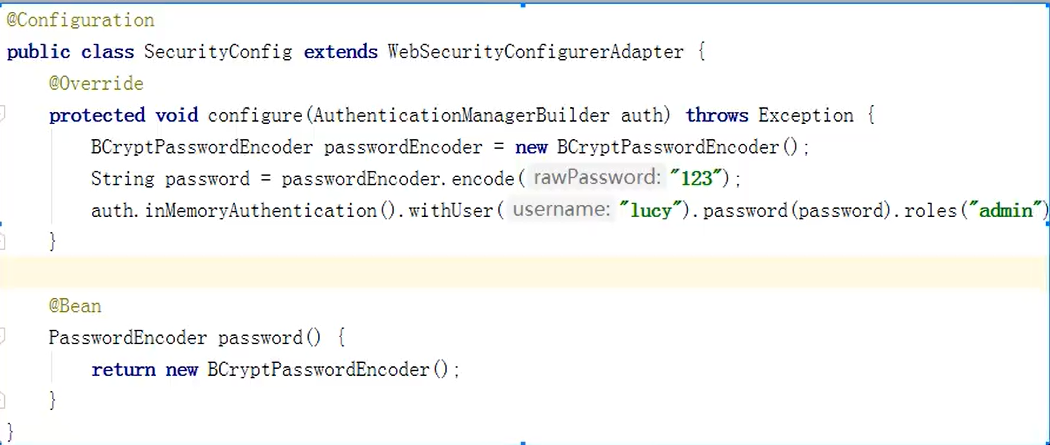 @Configuration
public class SecurityConfig extends WebSecurityConfigurerAdapter {
    @Override
    protected void configure(AuthenticationManagerBuilder auth) throws Exception {
        BCryptPasswordEncoder passwordEncoder = new BCryptPasswordEncoder();
        String password = passwordEncoder.encode( rawPassword: "123");
        auth.inMemoryAuthentication().withUser( username: "lucy").password(password).roles("admin")
    }
    @Bean
    PasswordEncoder password() {
        return new BCryptPasswordEncoder();
    }
}